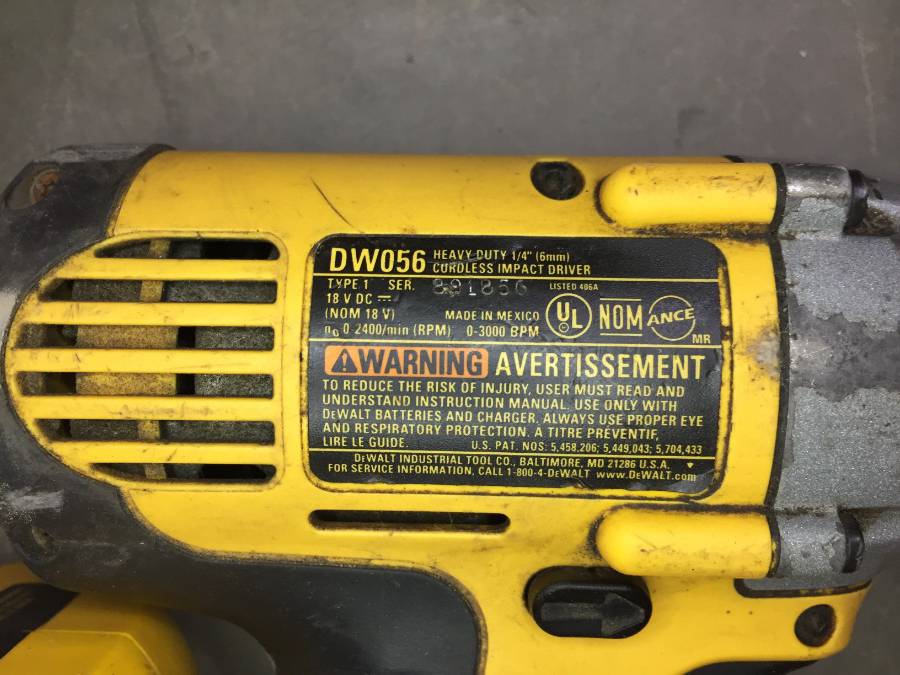 DW056 HEAVY DUTY 1/4" (6mm)
CORDLESS IMPACT DRIVER
TYPE 1 SER. 891856 LISTED 486A
18 V DC ⎓
(NOM 18 V) MADE IN MEXICO
UL NOM ANCE
n₀ 0-2400/min (RPM) 0-3000 BPM MR
WARNING AVERTISSEMENT
TO REDUCE THE RISK OF INJURY, USER MUST READ AND
UNDERSTAND INSTRUCTION MANUAL. USE ONLY WITH
DEWALT BATTERIES AND CHARGER. ALWAYS USE PROPER EYE
AND RESPIRATORY PROTECTION. A TITRE PRÉVENTIF,
LIRE LE GUIDE. U.S. PAT. NOS: 5,458,206; 5,449,043; 5,704,433
DEWALT INDUSTRIAL TOOL CO., BALTIMORE, MD 21286 U.S.A.
FOR SERVICE INFORMATION, CALL 1-800-4-DEWALT www.DEWALT.com